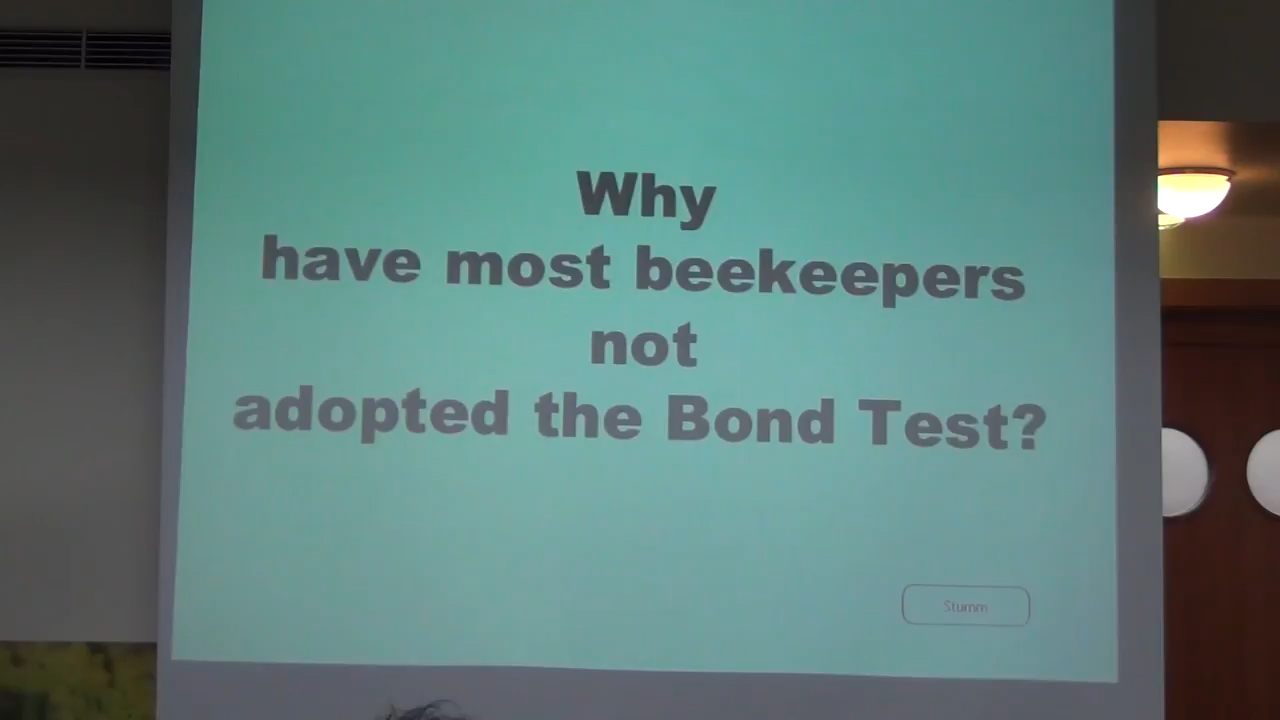 Why
have most beekeepers
not
adopted the Bond Test?
Stumm